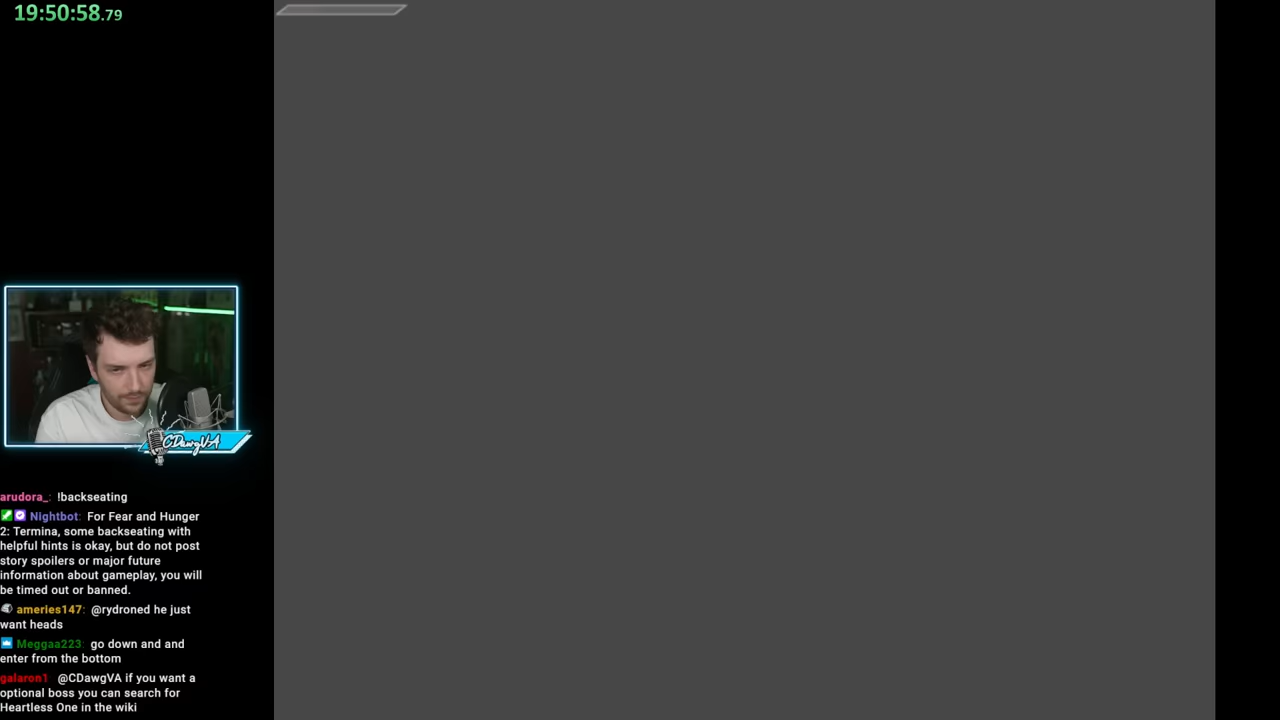 19:50:58.79
CDawgVA
arudora_: !backseating
Nightbot: For Fear and Hunger
2: Termina, some backseating with
helpful hints is okay, but do not post
story spoilers or major future
information about gameplay, you will
be timed out or banned.
ameries147: @rydroned he just
want heads
Meggaa223: go down and and
enter from the bottom
galaron1: @CDawgVA if you want a
optional boss you can search for
Heartless One in the wiki